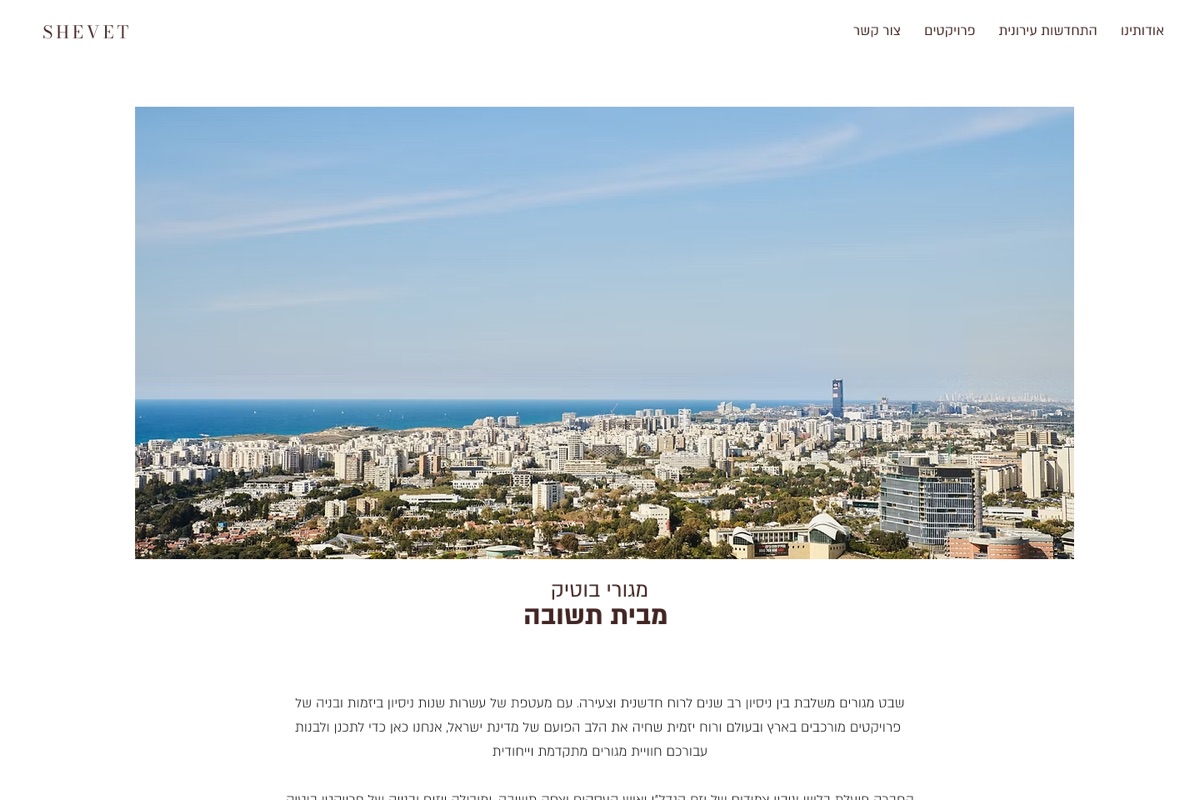 SHEVET
אודותינו
התחדשות עירונית
פרויקטים
צור קשר
מגורי בוטיק
מבית תשובה
שבט מגורים משלבת בין ניסיון רב שנים לרוח חדשנית וצעירה. עם מעטפת של עשרות שנות ניסיון ביזמות ובניה של
פרויקטים מורכבים בארץ ובעולם ורוח יזמית שחיה את הלב הפועם של מדינת ישראל, אנחנו כאן כדי לתכנן ולבנות
עבורכם חוויית מגורים מתקדמת וייחודית